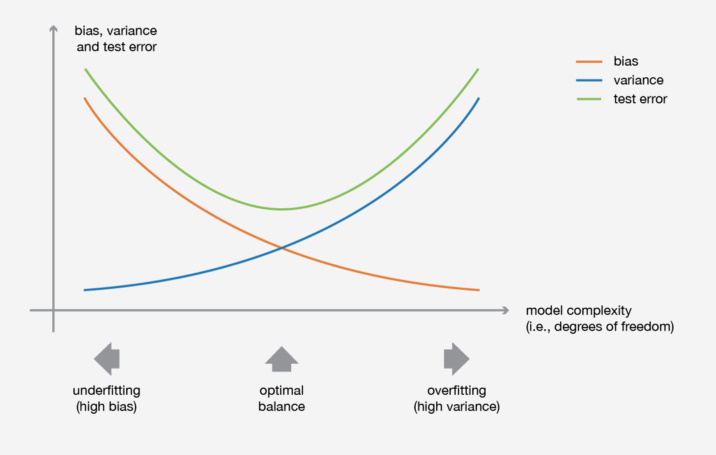 bias, variance
and test error
bias
variance
test error
model complexity
(i.e., degrees of freedom)
underfitting
(high bias)
optimal
balance
overfitting
(high variance)